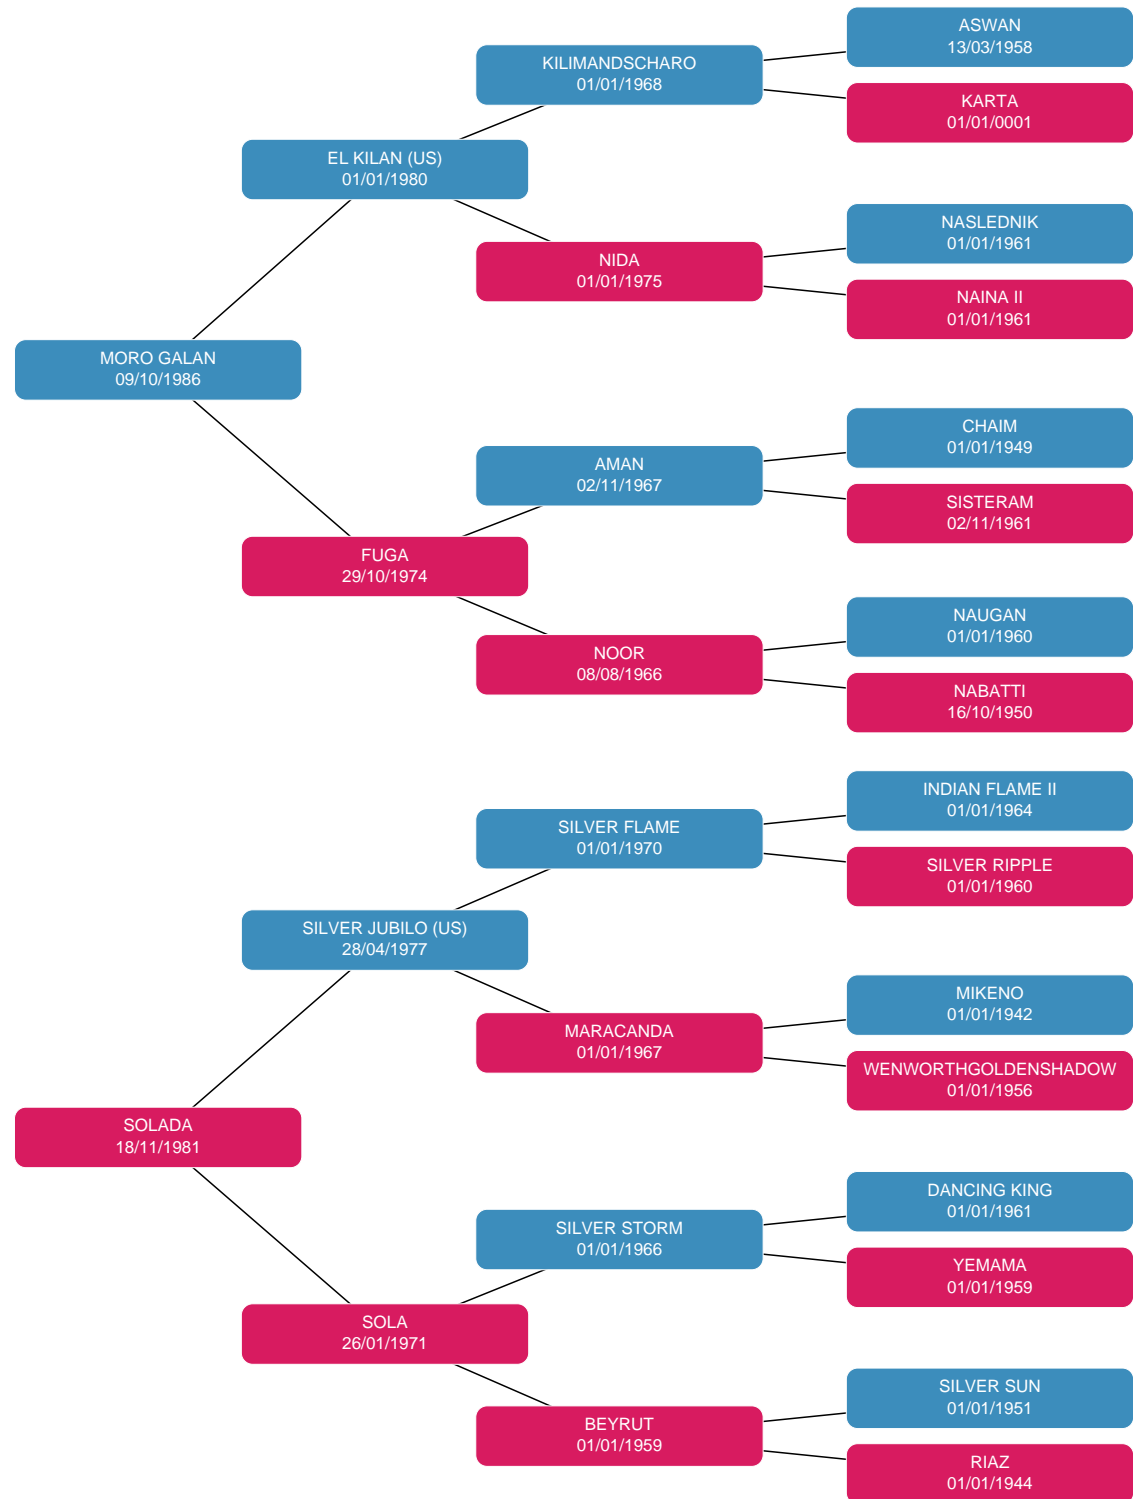 ASWAN
13/03/1958
KILIMANDSCHARO
01/01/1968
KARTA
01/01/0001
EL KILAN (US)
01/01/1980
NASLEDNIK
01/01/1961
NIDA
01/01/1975
NAINA II
01/01/1961
MORO GALAN
09/10/1986
CHAIM
01/01/1949
AMAN
02/11/1967
SISTERAM
02/11/1961
FUGA
29/10/1974
NAUGAN
01/01/1960
NOOR
08/08/1966
NABATTI
16/10/1950
INDIAN FLAME II
01/01/1964
SILVER FLAME
01/01/1970
SILVER RIPPLE
01/01/1960
SILVER JUBILO (US)
28/04/1977
MIKENO
01/01/1942
MARACANDA
01/01/1967
WENWORTHGOLDENSHADOW
01/01/1956
SOLADA
18/11/1981
DANCING KING
01/01/1961
SILVER STORM
01/01/1966
YEMAMA
01/01/1959
SOLA
26/01/1971
SILVER SUN
01/01/1951
BEYRUT
01/01/1959
RIAZ
01/01/1944